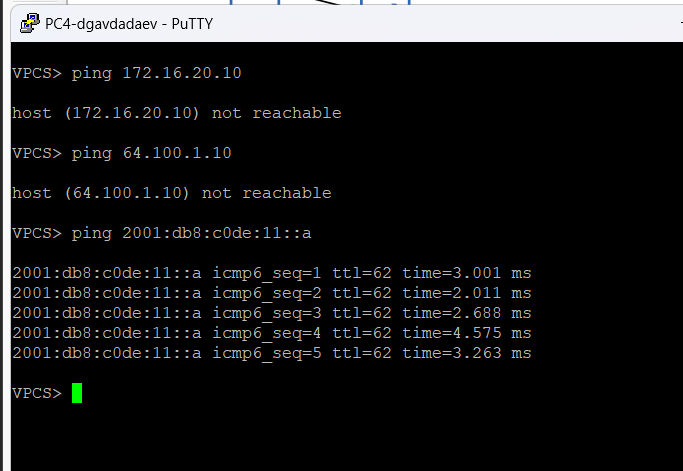 PC4-dgavdadaev - PuTTY
VPCS> ping 172.16.20.10
host (172.16.20.10) not reachable
VPCS> ping 64.100.1.10
host (64.100.1.10) not reachable
VPCS> ping 2001:db8:c0de:11::a
2001:db8:c0de:11::a icmp6_seq=1 ttl=62 time=3.001 ms
2001:db8:c0de:11::a icmp6_seq=2 ttl=62 time=2.011 ms
2001:db8:c0de:11::a icmp6_seq=3 ttl=62 time=2.688 ms
2001:db8:c0de:11::a icmp6_seq=4 ttl=62 time=4.575 ms
2001:db8:c0de:11::a icmp6_seq=5 ttl=62 time=3.263 ms
VPCS>